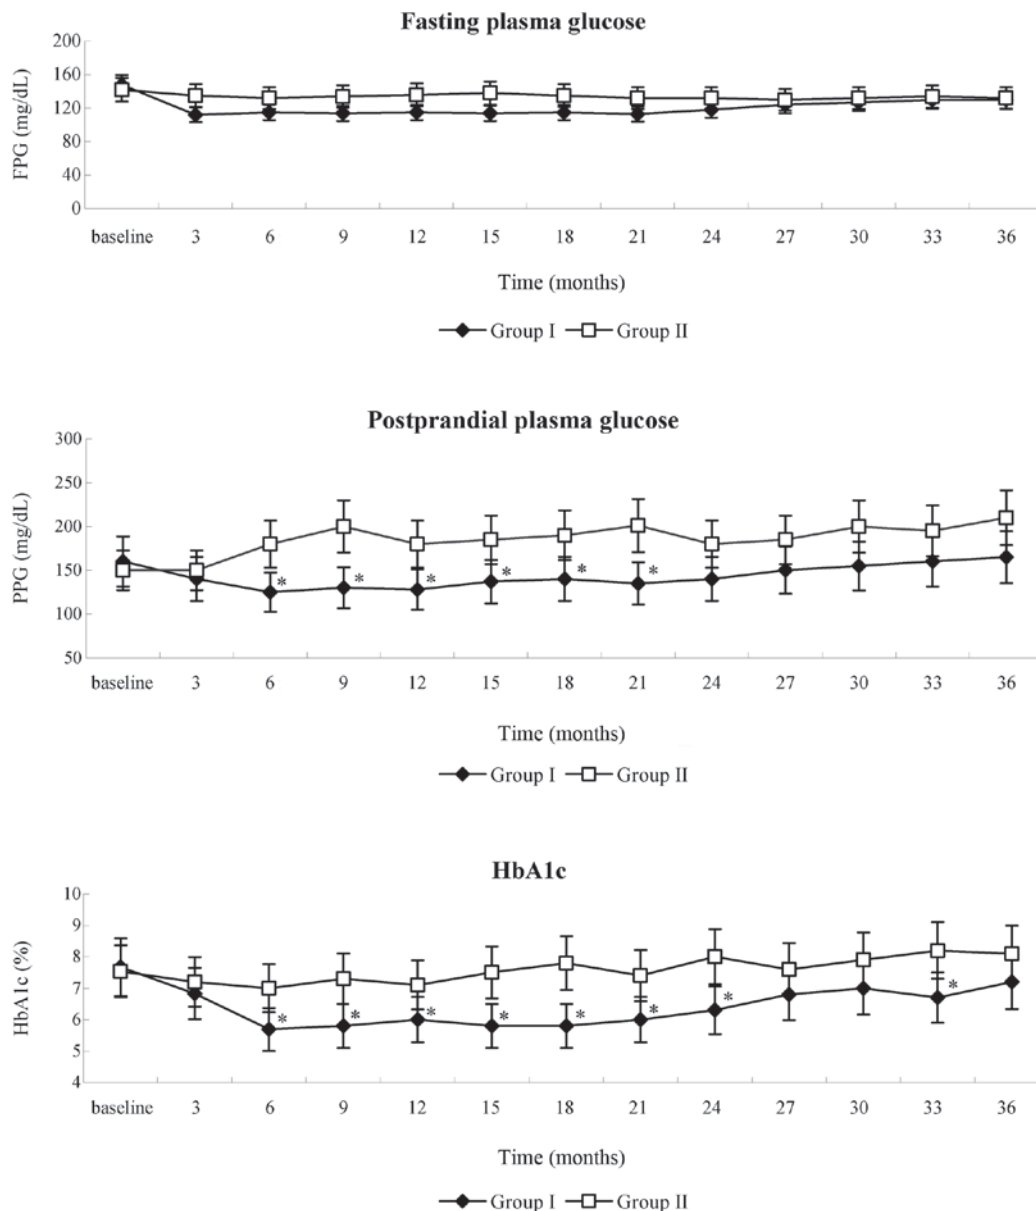 Fasting plasma glucose
FPG (mg/dL)
200
160
120
80
40
0
baseline 3 6 9 12 15 18 21 24 27 30 33 36
Time (months)
Group I Group II
Postprandial plasma glucose
PPG (mg/dL)
300
250
200
150
100
50
* * * * * *
baseline 3 6 9 12 15 18 21 24 27 30 33 36
Time (months)
Group I Group II
HbA1c
HbA1c (%)
10
9
8
7
6
5
4
* * * * * * * *
baseline 3 6 9 12 15 18 21 24 27 30 33 36
Time (months)
Group I Group II